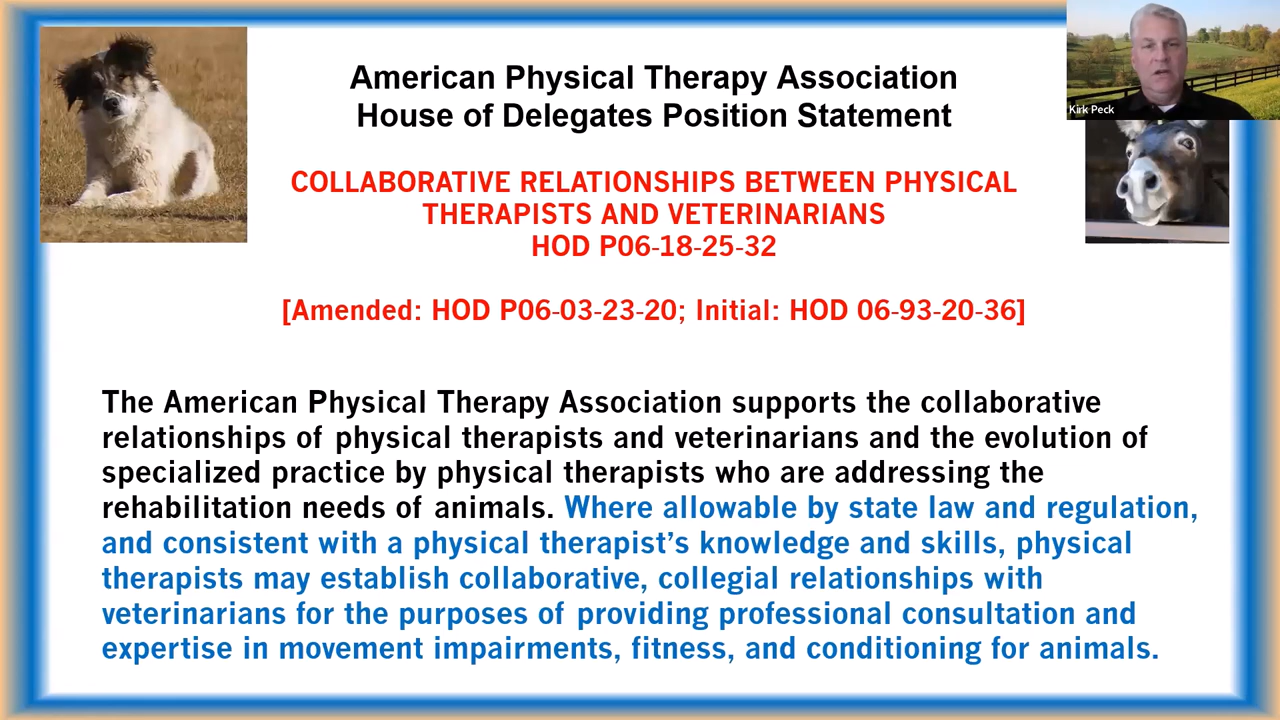 American Physical Therapy Association
House of Delegates Position Statement
Kirk Peck
COLLABORATIVE RELATIONSHIPS BETWEEN PHYSICAL
THERAPISTS AND VETERINARIANS
HOD P06-18-25-32
[Amended: HOD P06-03-23-20; Initial: HOD 06-93-20-36]
The American Physical Therapy Association supports the collaborative
relationships of physical therapists and veterinarians and the evolution of
specialized practice by physical therapists who are addressing the
rehabilitation needs of animals. Where allowable by state law and regulation,
and consistent with a physical therapist’s knowledge and skills, physical
therapists may establish collaborative, collegial relationships with
veterinarians for the purposes of providing professional consultation and
expertise in movement impairments, fitness, and conditioning for animals.